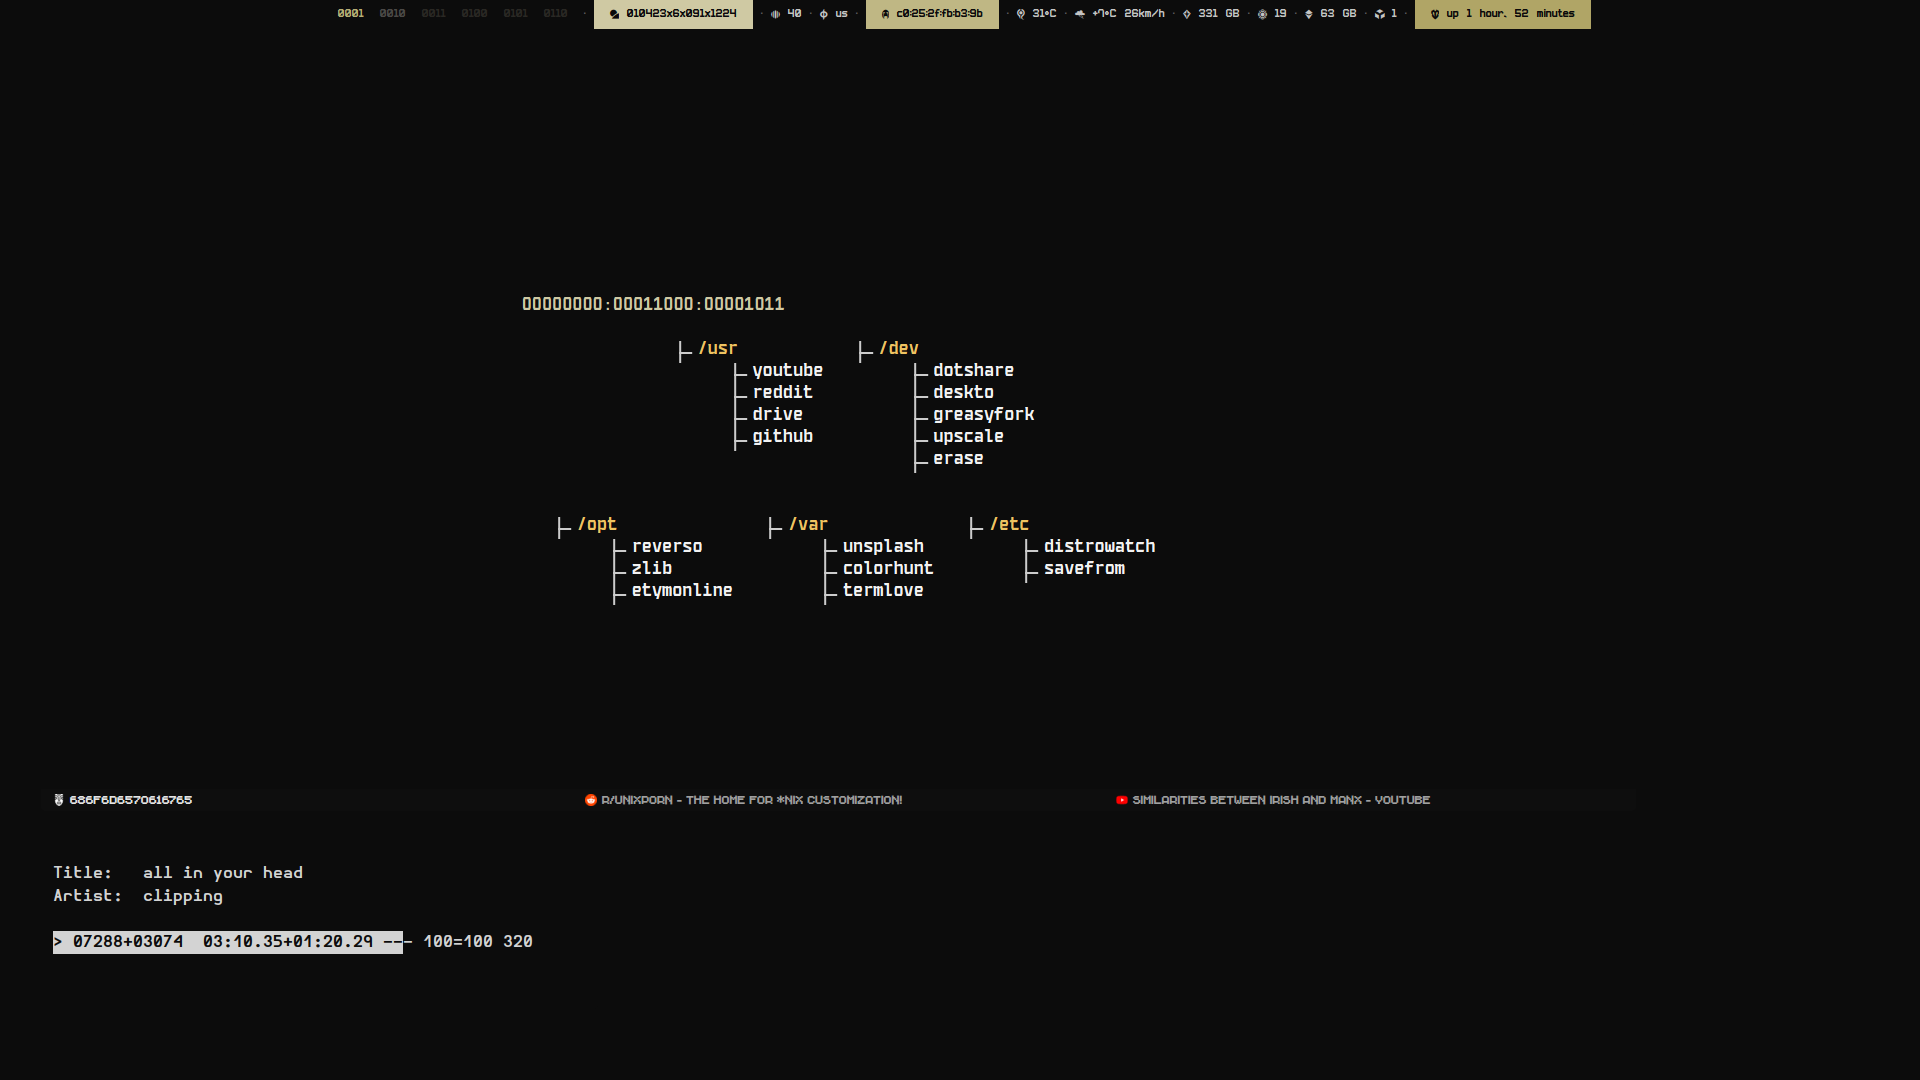 0001 0010 0011 0100 0101 0110 · 010423x6x091x1224 · 40 · us · c0:25:2f:fb:b3:9b · 31°C · +7°C 26km/h · 331 GB · 19 · 63 GB · 1 · up 1 hour, 52 minutes
00000000:00011000:00001011
├─ /usr ├─ /dev
├─ youtube ├─ dotshare
├─ reddit ├─ deskto
├─ drive ├─ greasyfork
├─ github ├─ upscale
├─ erase
├─ /opt ├─ /var ├─ /etc
├─ reverso ├─ unsplash ├─ distrowatch
├─ zlib ├─ colorhunt ├─ savefrom
├─ etymonline ├─ termlove
686F6D6570616765 R/UNIXPORN - THE HOME FOR *NIX CUSTOMIZATION! SIMILARITIES BETWEEN IRISH AND MANX - YOUTUBE
Title: all in your head
Artist: clipping
> 07288+03074 03:10.35+01:20.29 --- 100=100 320